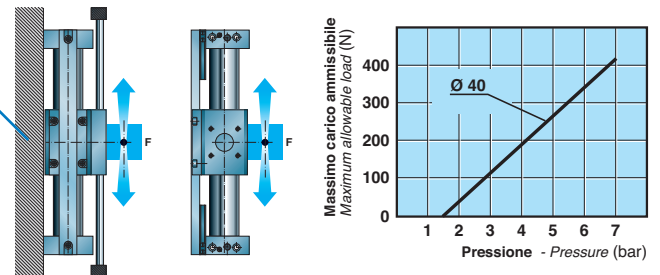 F
F
Massimo carico ammissibile
Maximum allowable load (N)
400
300
200
100
0
Ø 40
1 2 3 4 5 6 7
Pressione - Pressure (bar)